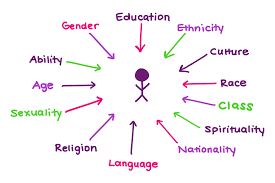 Education
Gender
Ethnicity
Ability
Culture
Age
Race
Sexuality
Class
Spirituality
Religion
Nationality
Language